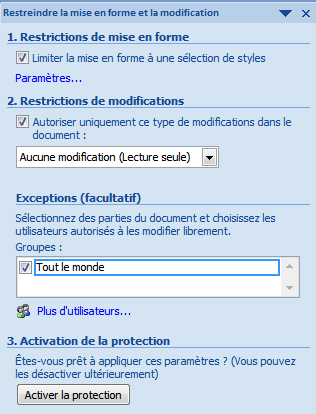 Restreindre la mise en forme et la modification
1. Restrictions de mise en forme
Limiter la mise en forme à une sélection de styles
Paramètres...
2. Restrictions de modifications
Autoriser uniquement ce type de modifications dans le
document :
Aucune modification (Lecture seule)
Exceptions (facultatif)
Sélectionnez des parties du document et choisissez les
utilisateurs autorisés à les modifier librement.
Groupes :
Tout le monde
Plus d'utilisateurs...
3. Activation de la protection
Êtes-vous prêt à appliquer ces paramètres ? (Vous pouvez
les désactiver ultérieurement)
Activer la protection